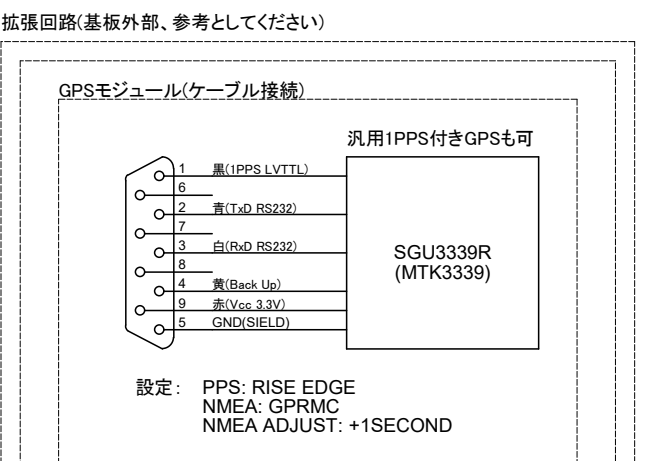 拡張回路(基板外部、参考としてください)
GPSモジュール(ケーブル接続)
汎用1PPS付きGPSも可
1 黒(1PPS LVTTL)
6
2 青(TxD RS232)
7
3 白(RxD RS232)
8
4 黄(Back Up)
9 赤(Vcc 3.3V)
5 GND(SIELD)
SGU3339R
(MTK3339)
設定: PPS: RISE EDGE
NMEA: GPRMC
NMEA ADJUST: +1SECOND